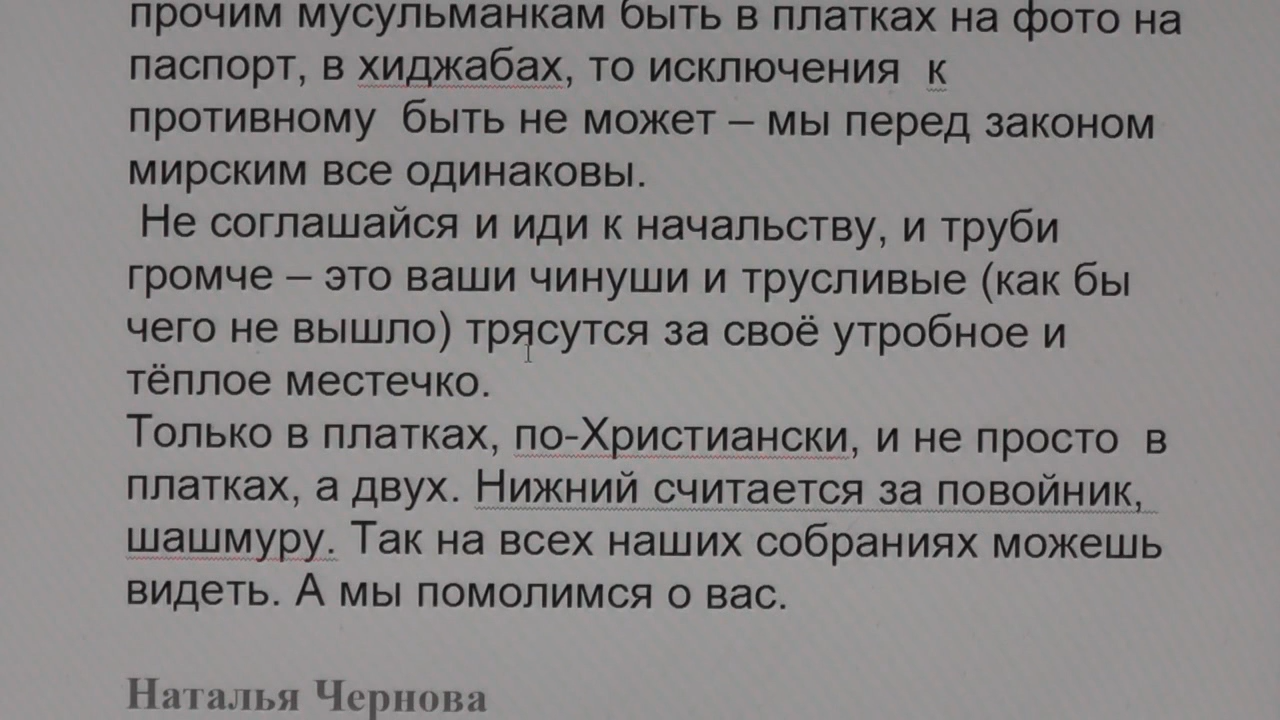 прочим мусульманкам быть в платках на фото на
паспорт, в хиджабах, то исключения  к
противному  быть не может – мы перед законом
мирским все одинаковы.
Не соглашайся и иди к начальству, и труби
громче – это ваши чинуши и трусливые (как бы
чего не вышло) трясутся за своё утробное и
тёплое местечко.
Только в платках, по-Христиански, и не просто  в
платках, а двух. Нижний считается за повойник,
шашмуру. Так на всех наших собраниях можешь
видеть. А мы помолимся о вас.
Наталья Чернова